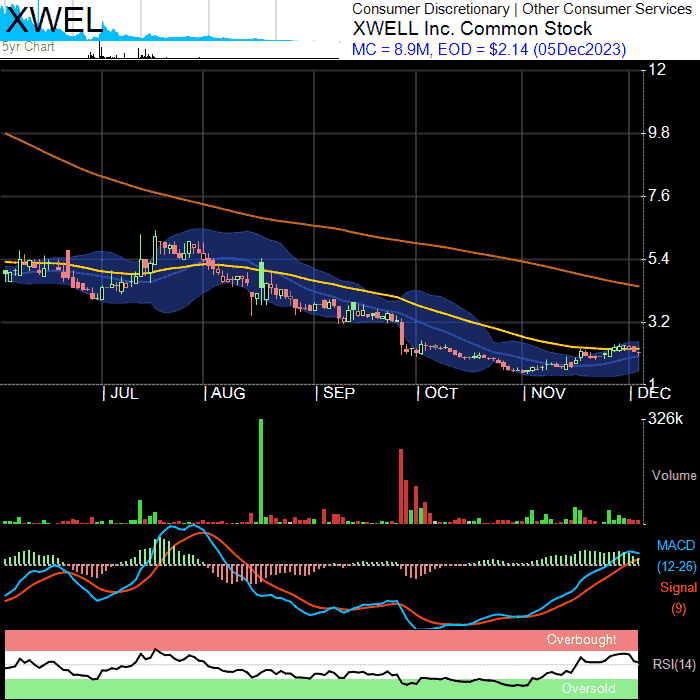 XWEL
5yr Chart
Consumer Discretionary | Other Consumer Services
XWELL Inc. Common Stock
MC = 8.9M, EOD = $2.14 (05Dec2023)
12
9.8
7.6
5.4
3.2
1
JUL AUG SEP OCT NOV DEC
326k
Volume
MACD
(12-26)
Signal
(9)
Overbought
RSI(14)
Oversold